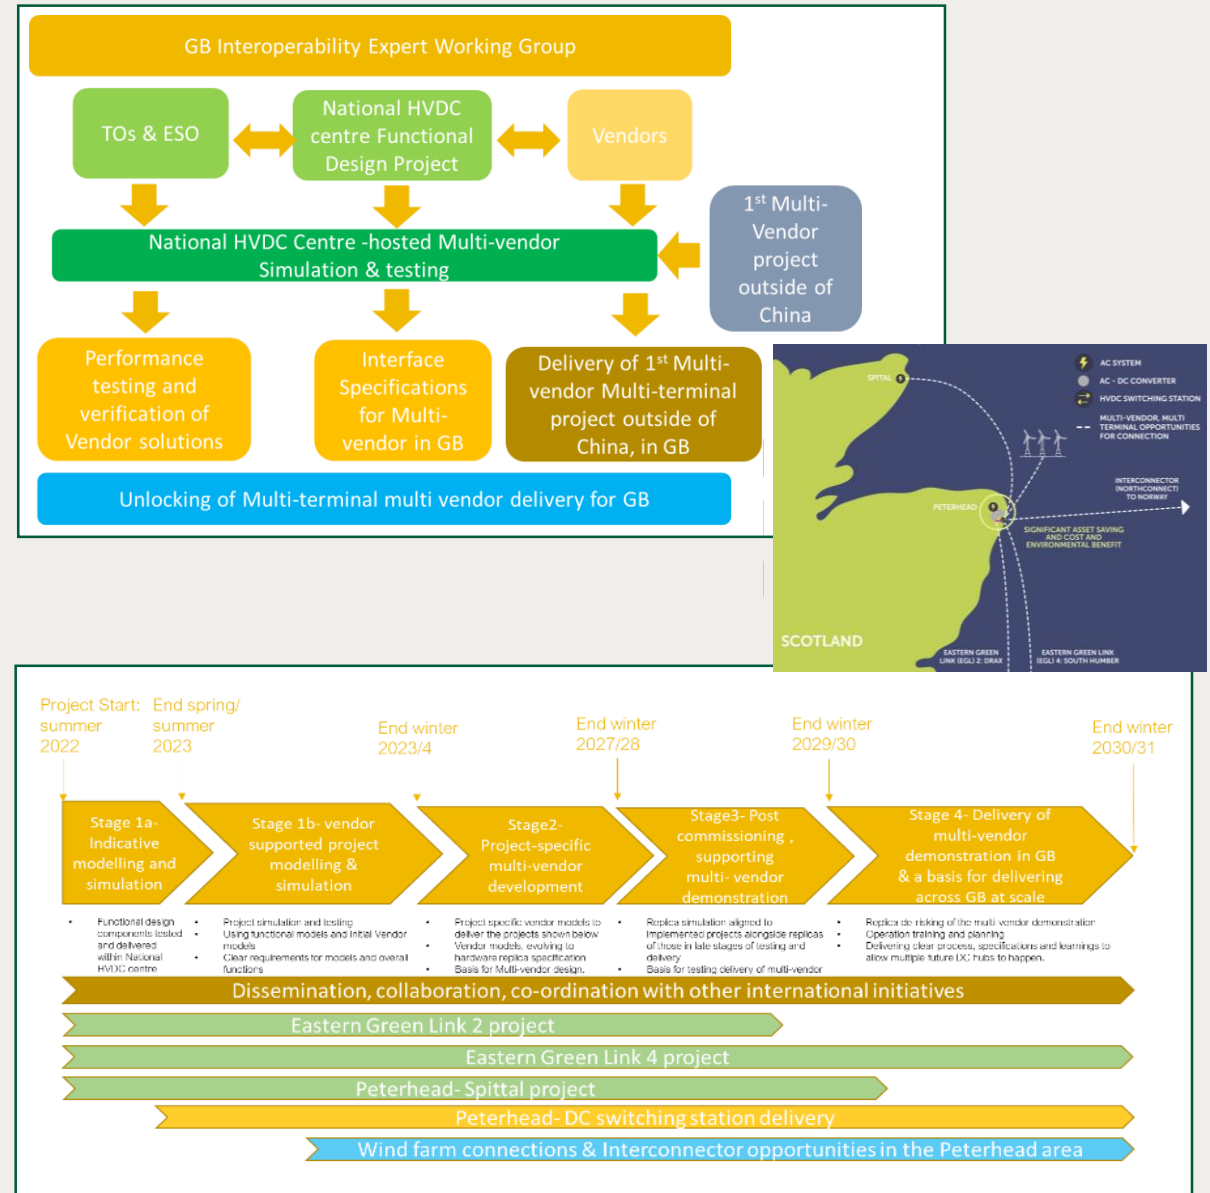 GB Interoperability Expert Working Group
TOs & ESO
National HVDC
centre Functional
Design Project
Vendors
1st Multi-
Vendor
project
outside of
China
National HVDC Centre -hosted Multi-vendor
Simulation & testing
Performance
testing and
verification of
Vendor solutions
Interface
Specifications
for Multi-
vendor in GB
Delivery of 1st Multi-
vendor Multi-terminal
project outside of
China, in GB
Unlocking of Multi-terminal multi vendor delivery for GB
SPITAL
AC SYSTEM
AC - DC CONVERTER
HVDC SWITCHING STATION
MULTI-VENDOR, MULTI
TERMINAL OPPORTUNITIES
FOR CONNECTION
INTERCONNECTOR
(NORTHCONNECT)
TO NORWAY
PETERHEAD
SIGNIFICANT ASSET SAVING
AND COST AND
ENVIRONMENTAL BENEFIT
SCOTLAND
EASTERN GREEN
LINK (EGL) 2: DRAX
EASTERN GREEN LINK
(EGL) 4: SOUTH HUMBER
Project Start:
summer
2022
End spring/
summer
2023
End winter
2023/4
End winter
2027/28
End winter
2029/30
End winter
2030/31
Stage 1a-
Indicative
modelling and
simulation
Stage 1b- vendor
supported project
modelling &
simulation
Stage2-
Project-specific
multi-vendor
development
Stage3- Post
commissioning ,
supporting
multi- vendor
demonstration
Stage 4- Delivery of
multi-vendor
demonstration in GB
& a basis for delivering
across GB at scale
• Functional design
components tested
and delivered
within National
HVDC centre
• Project simulation and testing
• Using functional models and Initial Vendor
models
• Clear requirements for models and overall
functions
• Project specific vendor models to
deliver the projects shown below
• Vendor models, evolving to
hardware replica specification
• Basis for Multi-vendor design.
• Replica simulation aligned to
Implemented projects alongside replicas
of those in late stages of testing and
delivery
• Basis for testing delivery of multi-vendor
• Replica de risking of the multi vendor demonstration
• Operation training and planning
• Delivering clear process, specifications and learnings to
allow multiple future DC hubs to happen.
Dissemination, collaboration, co-ordination with other international initiatives
Eastern Green Link 2 project
Eastern Green Link 4 project
Peterhead- Spittal project
Peterhead- DC switching station delivery
Wind farm connections & Interconnector opportunities in the Peterhead area